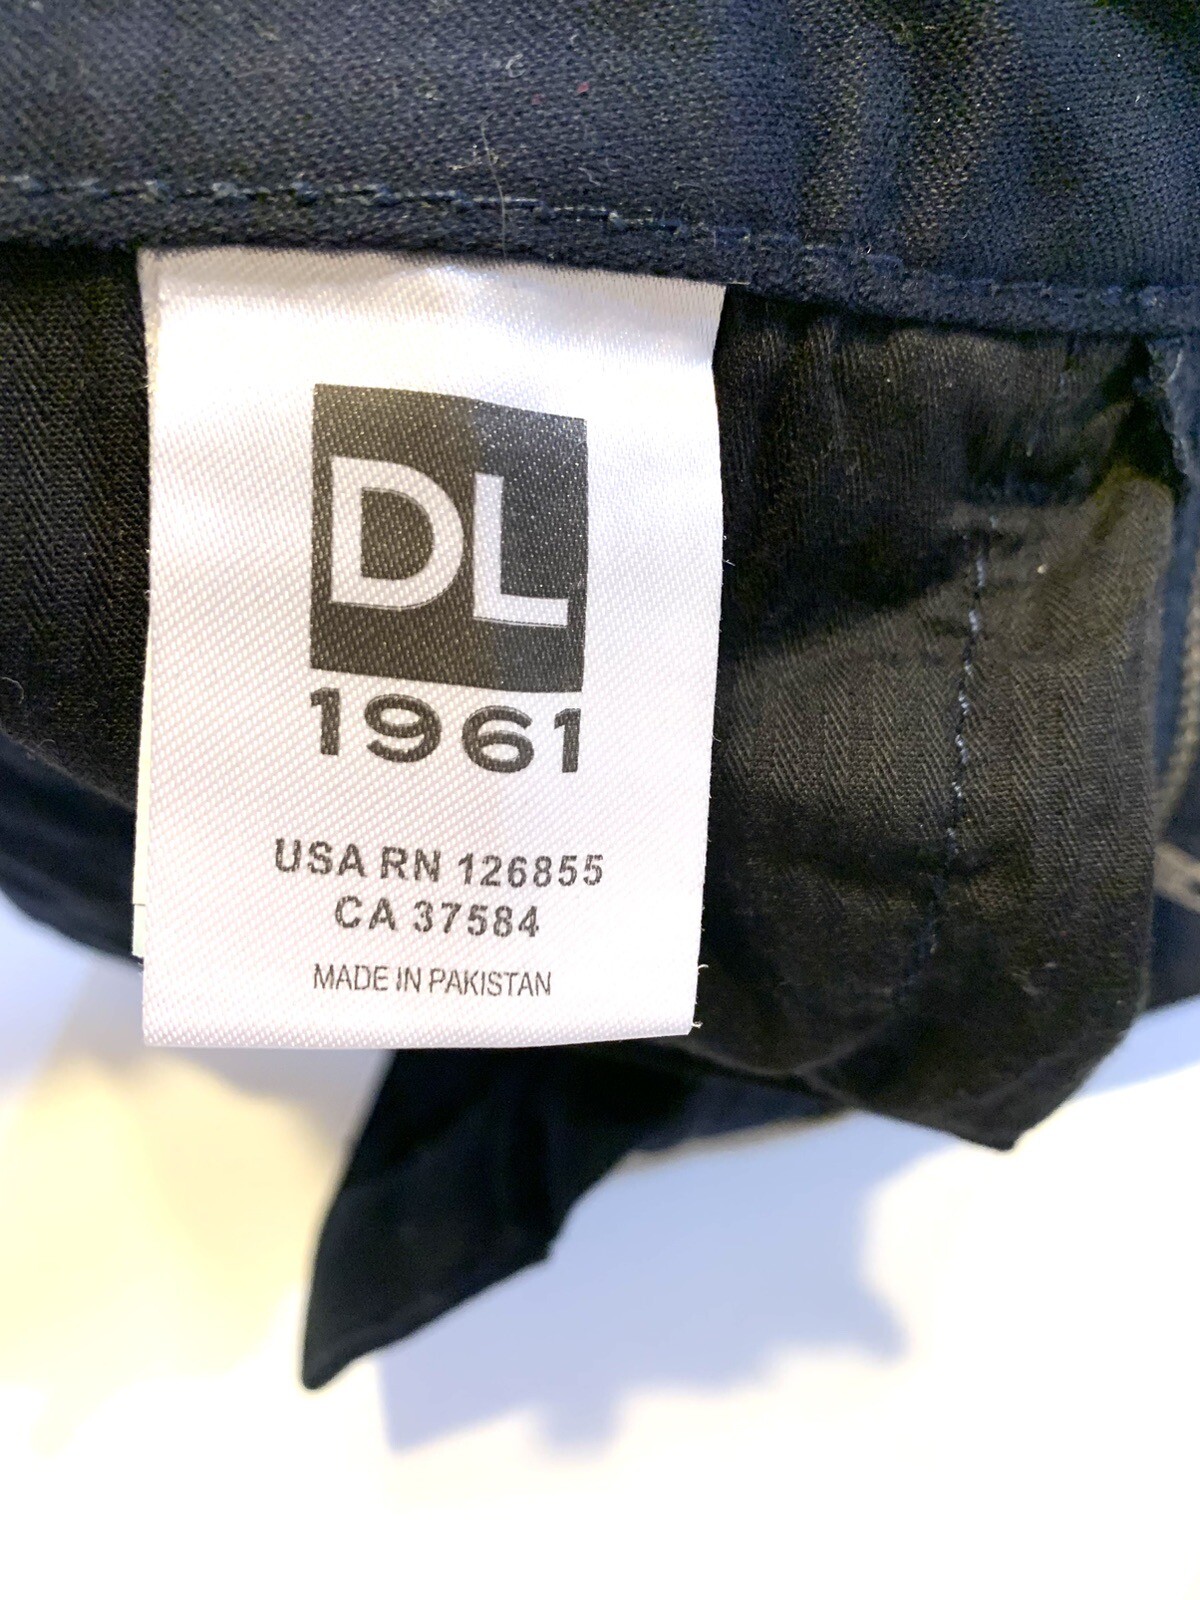 DL
1961
USA RN 126855
CA 37584
MADE IN PAKISTAN